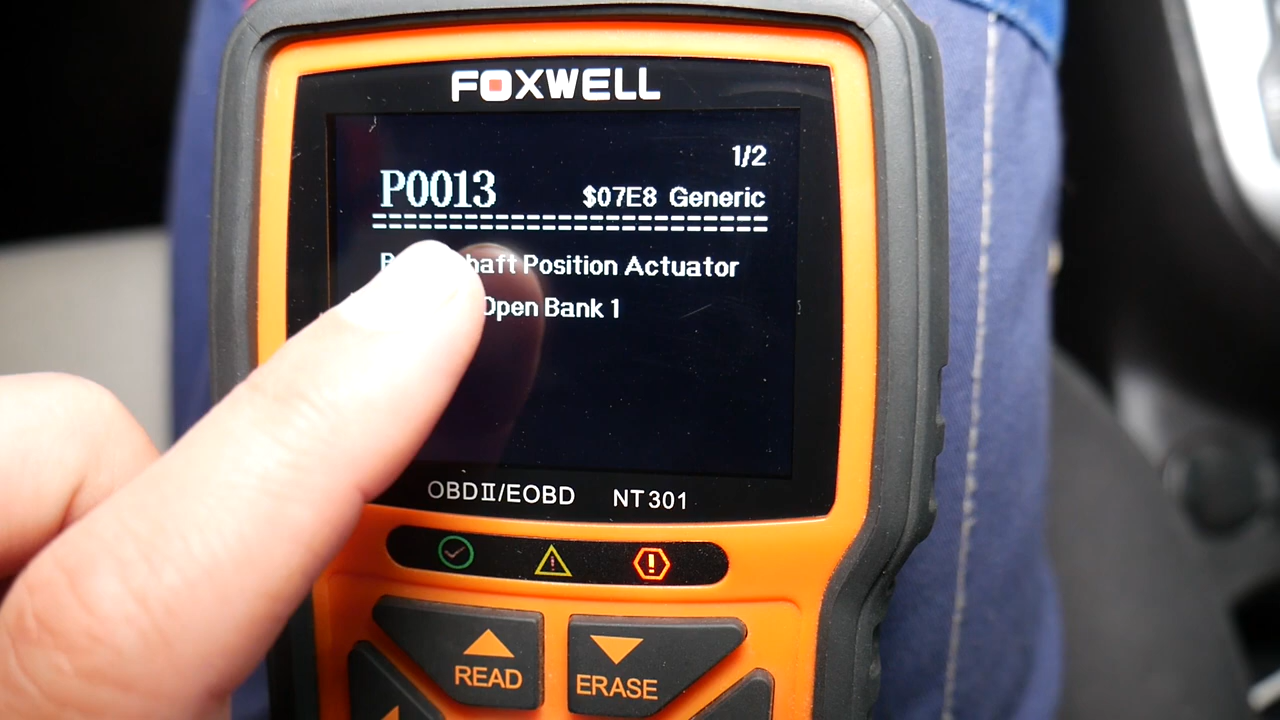 FOXWELL
1/2
P0013 $07E8 Generic
haft Position Actuator
Open Bank 1
OBDII/EOBD NT301
READ
ERASE